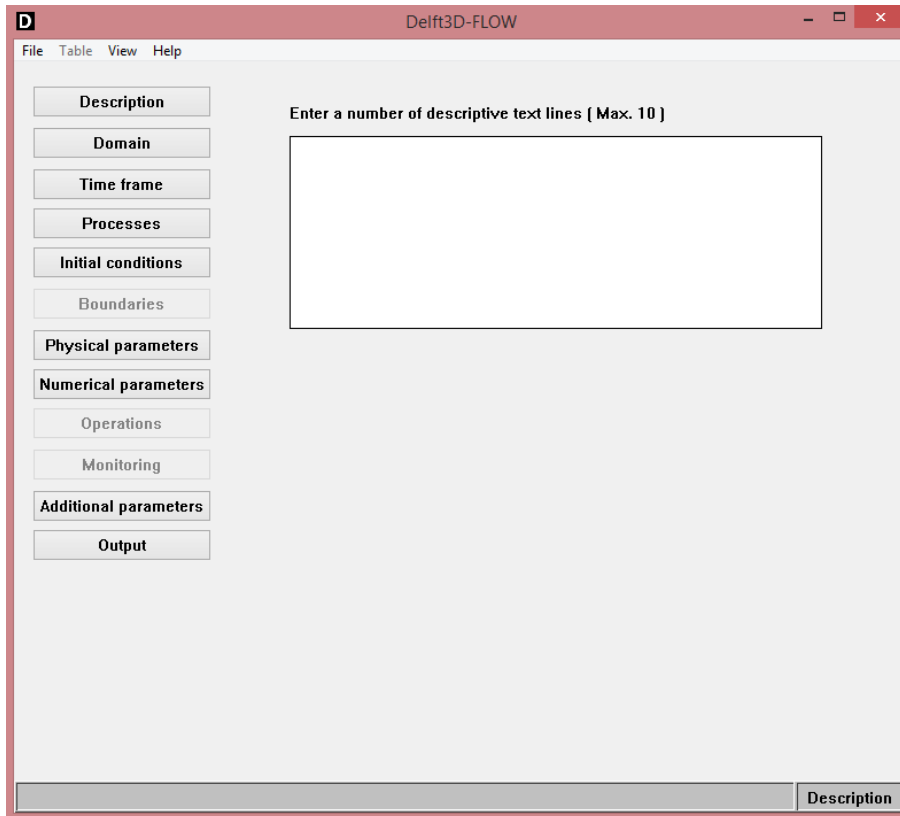 D Delft3D-FLOW
File Table View Help
Description
Enter a number of descriptive text lines ( Max. 10 )
Domain
Time frame
Processes
Initial conditions
Boundaries
Physical parameters
Numerical parameters
Operations
Monitoring
Additional parameters
Output
Description